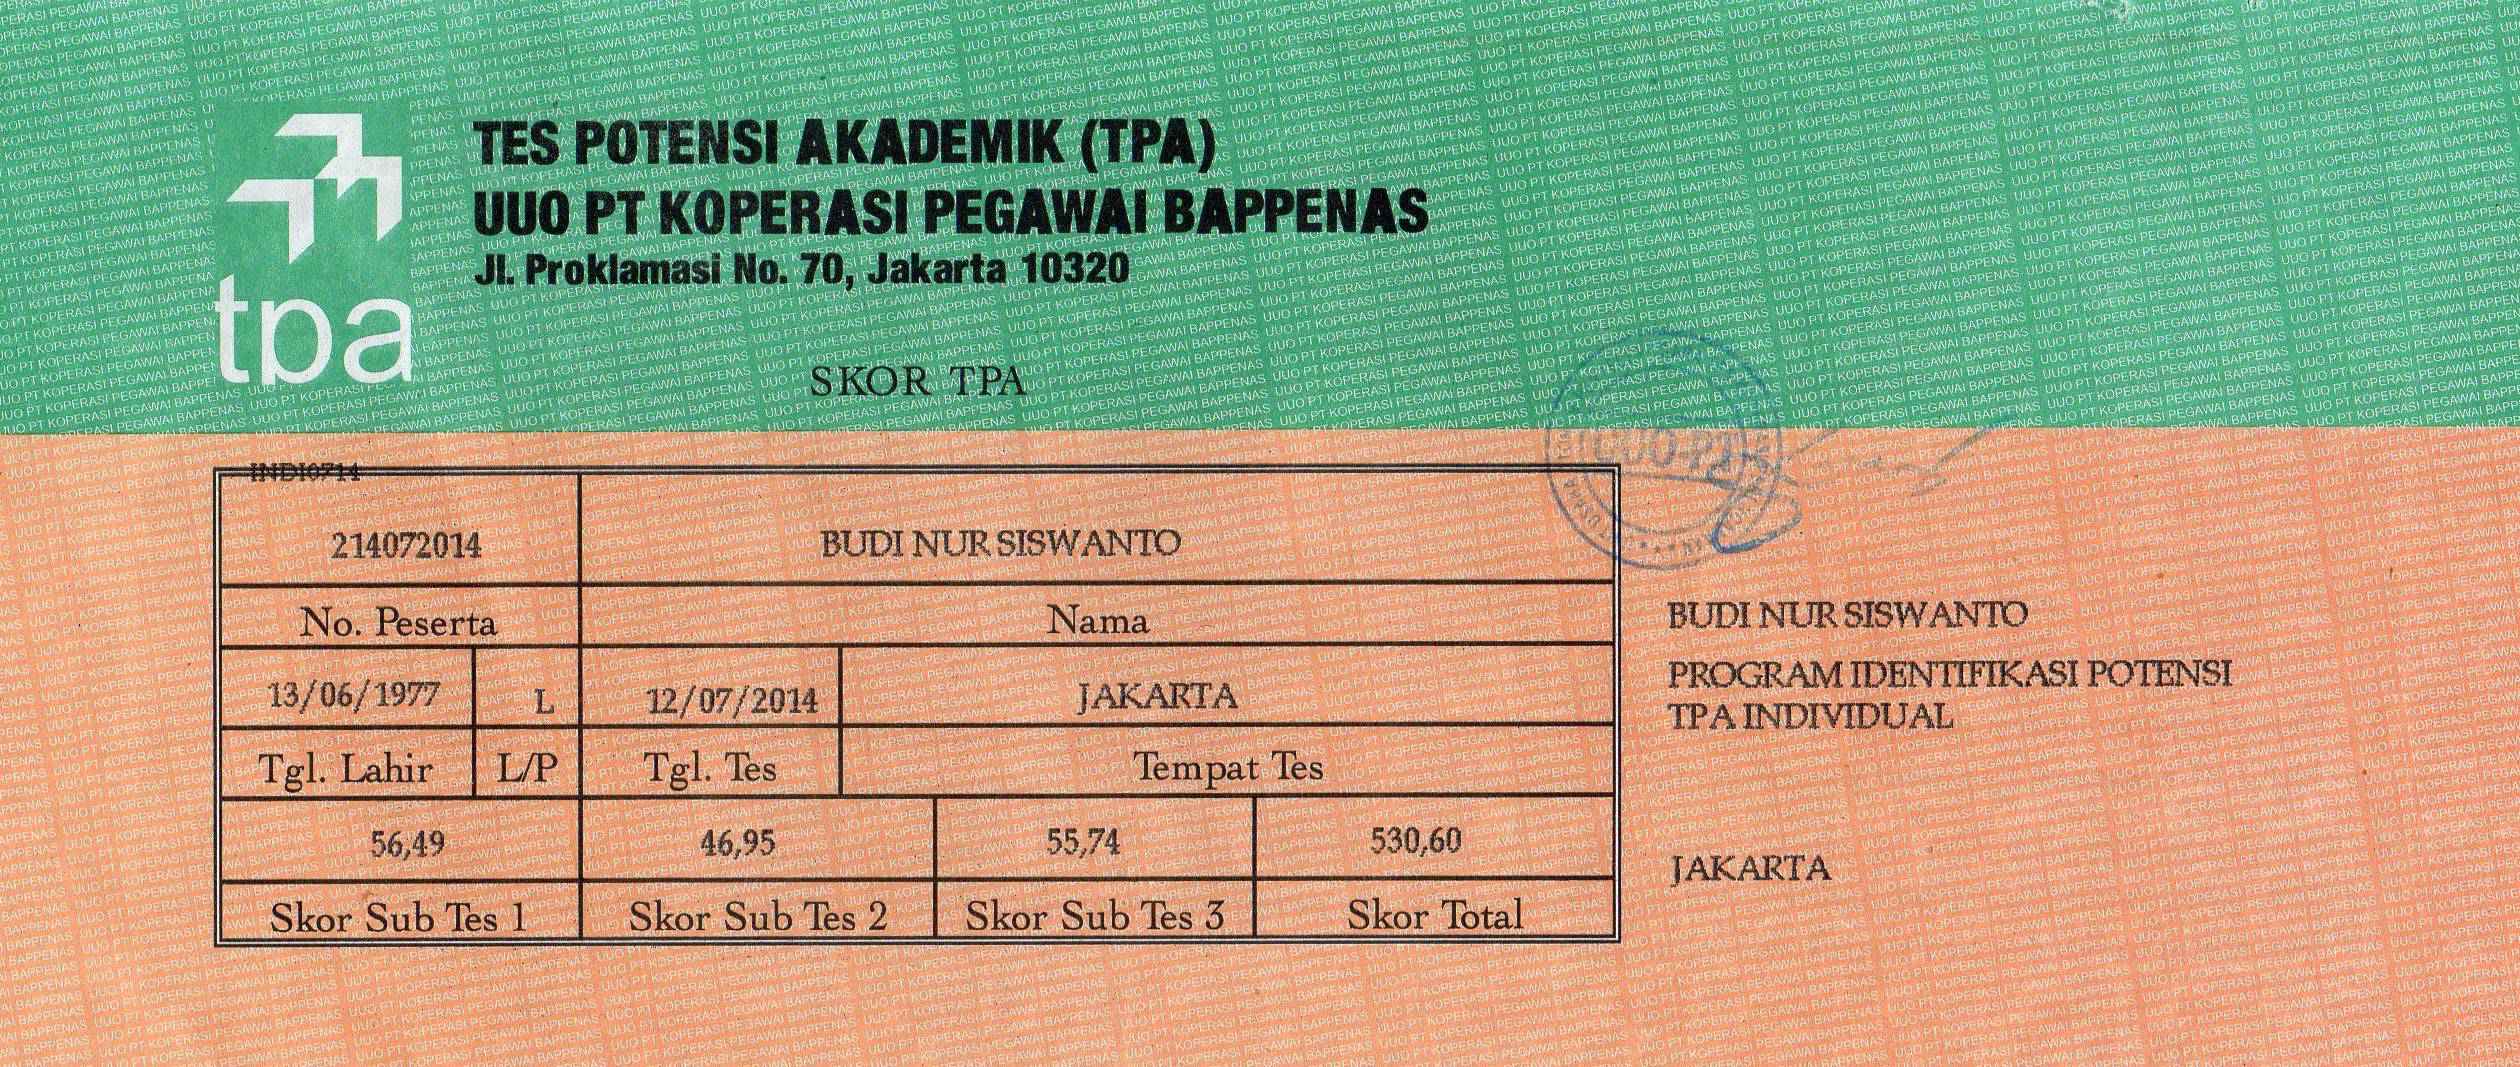 tpa
TES POTENSI AKADEMIK (TPA)
UUO PT KOPERASI PEGAWAI BAPPENAS
Jl. Proklamasi No. 70, Jakarta 10320
SKOR TPA
UUO PT
INDI0714
214072014 BUDI NUR SISWANTO
No. Peserta Nama
13/06/1977 L 12/07/2014 JAKARTA
Tgl. Lahir L/P Tgl. Tes Tempat Tes
56,49 46,95 55,74 530,60
Skor Sub Tes 1 Skor Sub Tes 2 Skor Sub Tes 3 Skor Total
BUDI NUR SISWANTO
PROGRAM IDENTIFIKASI POTENSI
TPA INDIVIDUAL
JAKARTA